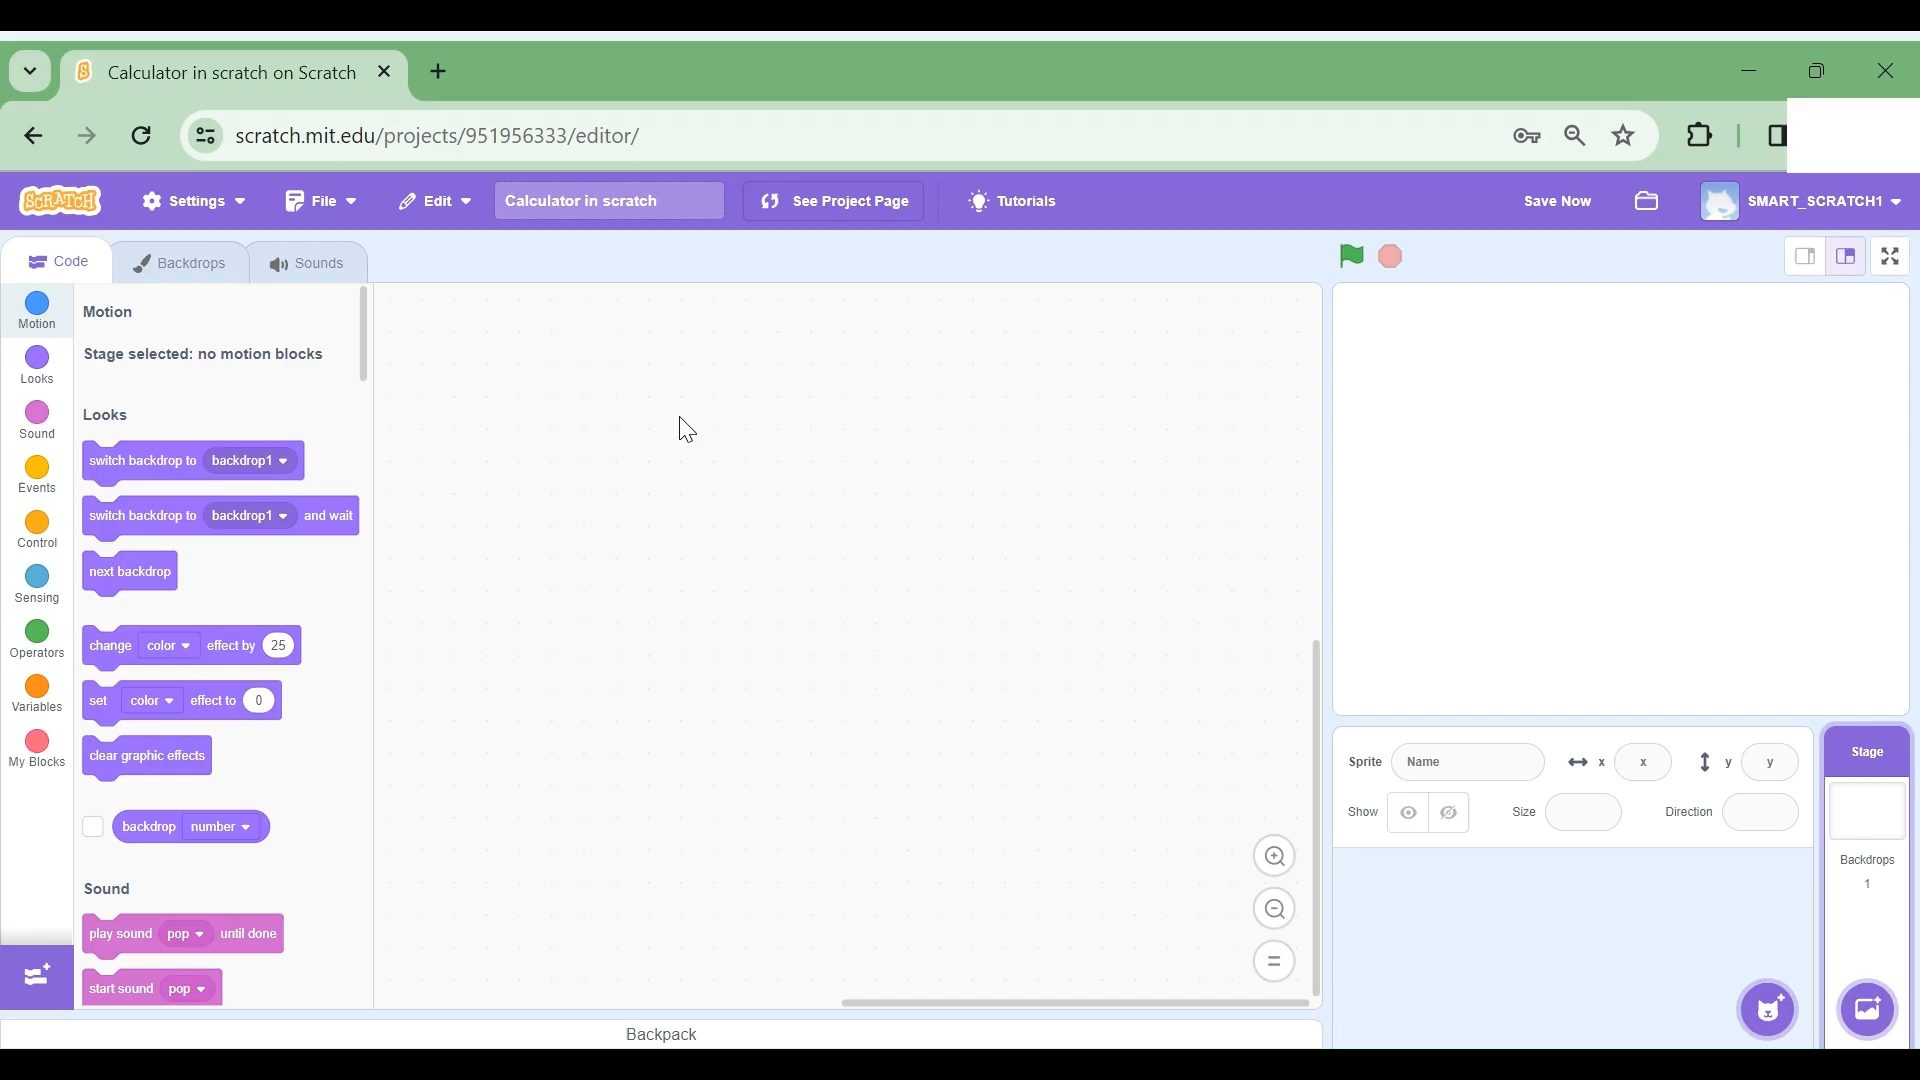 Calculator in scratch on Scratch
scratch.mit.edu/projects/951956333/editor/
SCRATCH
Settings
File
Edit
Calculator in scratch
See Project Page
Tutorials
Save Now
SMART_SCRATCH1
Code
Backdrops
Sounds
Motion
Looks
Sound
Events
Control
Sensing
Operators
Variables
My Blocks
Motion
Stage selected: no motion blocks
Looks
switch backdrop to backdrop1
switch backdrop to backdrop1 and wait
next backdrop
change color effect by 25
set color effect to 0
clear graphic effects
backdrop number
Sound
play sound pop until done
start sound pop
Backpack
Sprite Name x x y y
Show Size Direction
Stage
Backdrops
1